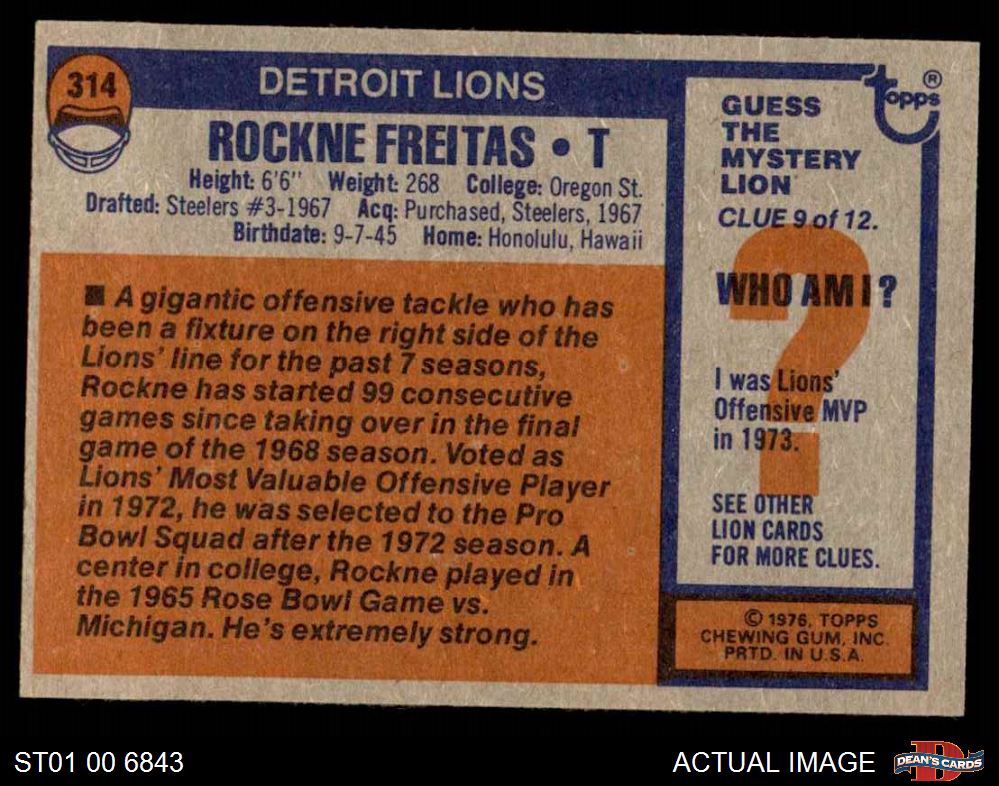 314
DETROIT LIONS
ROCKNE FREITAS • T
Height: 6'6" Weight: 268 College: Oregon St.
Drafted: Steelers #3-1967 Acq: Purchased, Steelers, 1967
Birthdate: 9-7-45 Home: Honolulu, Hawaii
■ A gigantic offensive tackle who has
been a fixture on the right side of the
Lions' line for the past 7 seasons,
Rockne has started 99 consecutive
games since taking over in the final
game of the 1968 season. Voted as
Lions' Most Valuable Offensive Player
in 1972, he was selected to the Pro
Bowl Squad after the 1972 season. A
center in college, Rockne played in
the 1965 Rose Bowl Game vs.
Michigan. He's extremely strong.
topps®
GUESS
THE
MYSTERY
LION
CLUE 9 of 12.
WHO AM I?
?
I was Lions'
Offensive MVP
in 1973.
SEE OTHER
LION CARDS
FOR MORE CLUES.
© 1976, TOPPS
CHEWING GUM, INC.
PRTD. IN U.S.A.
ST01 00 6843
ACTUAL IMAGE
D
DEAN'S CARDS